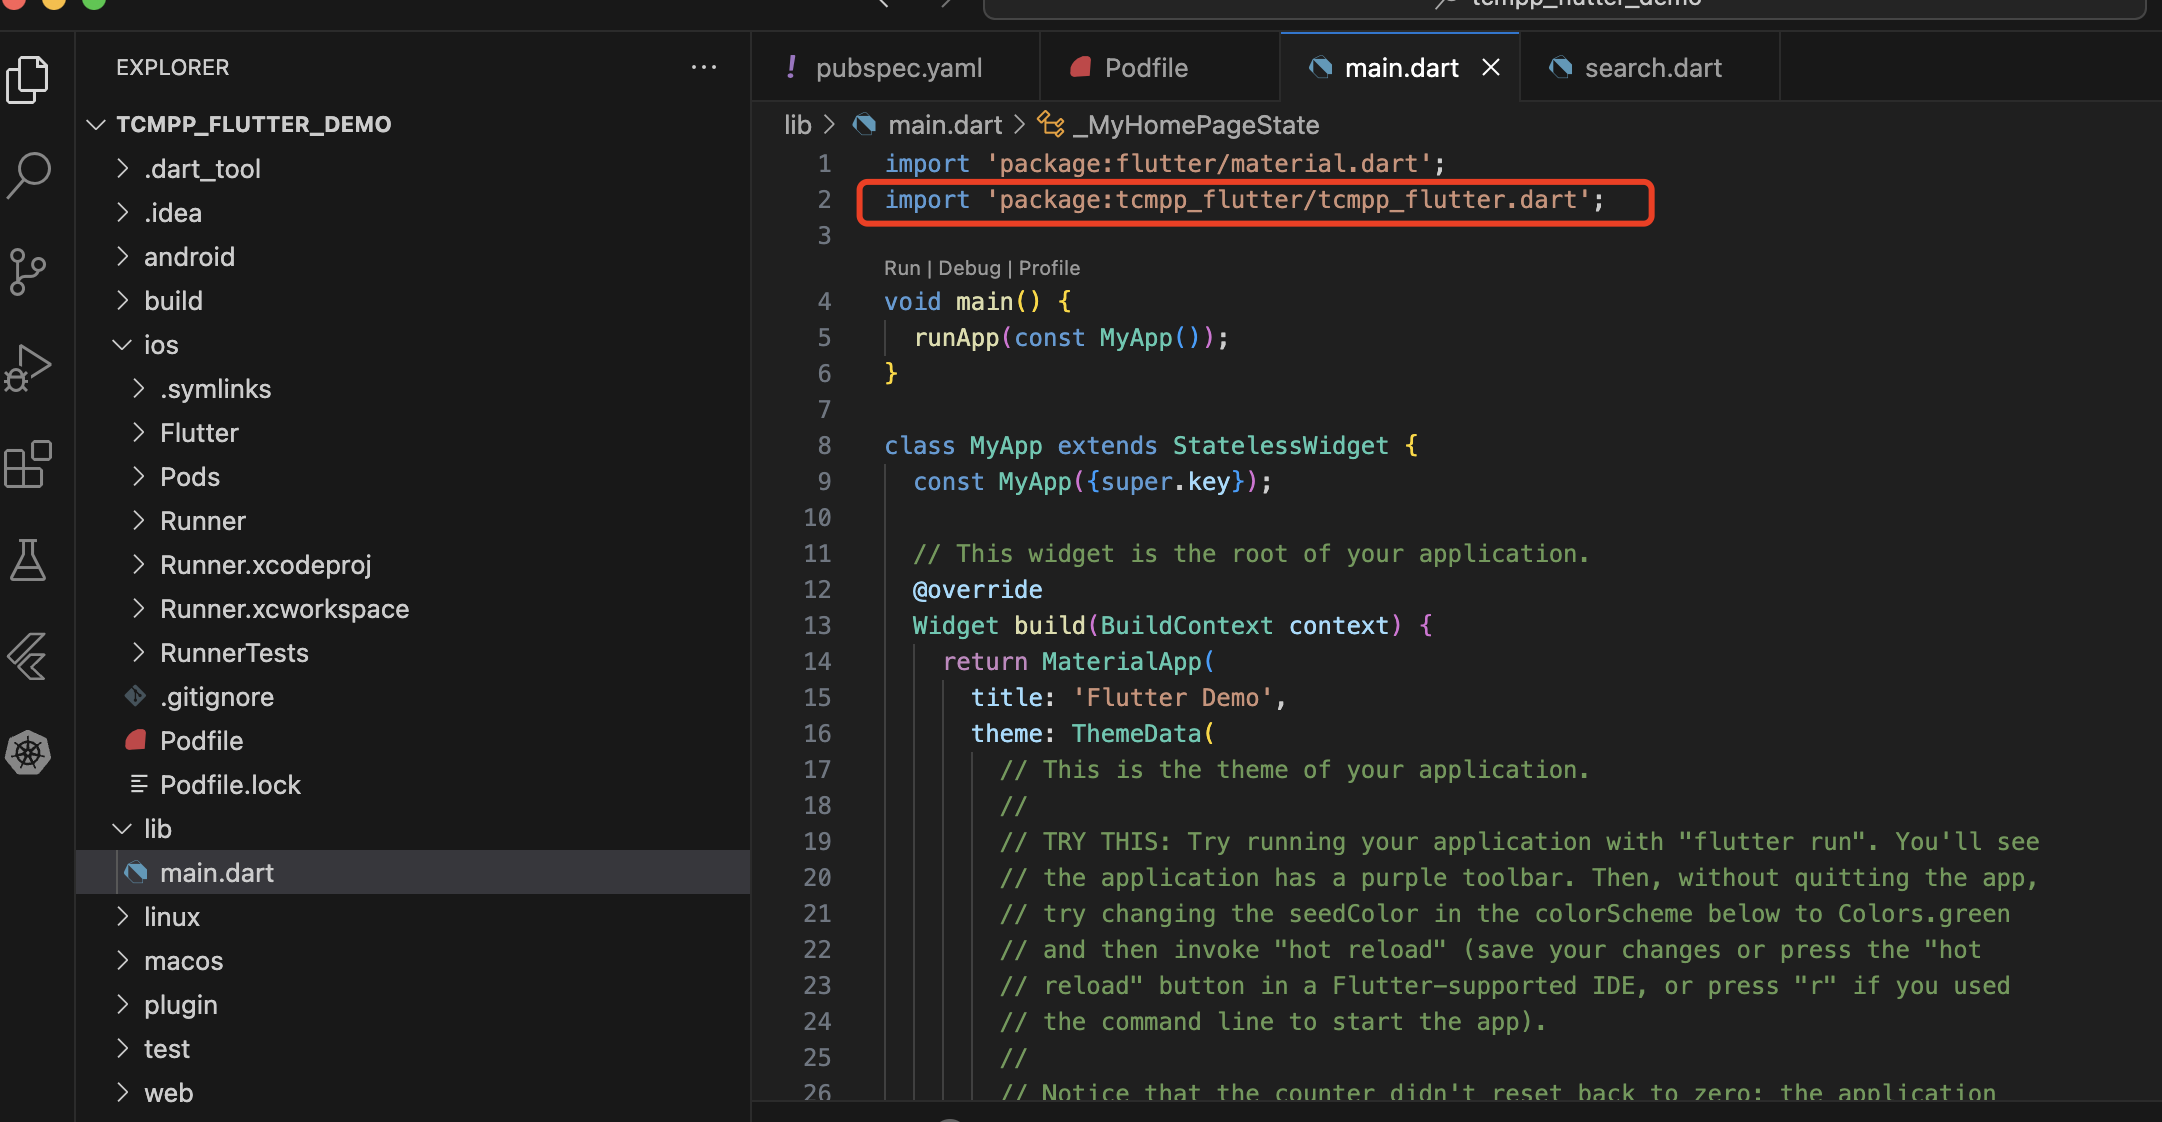 tcmpp_flutter_demo
EXPLORER
TCMPP_FLUTTER_DEMO
.dart_tool
.idea
android
build
ios
.symlinks
Flutter
Pods
Runner
Runner.xcodeproj
Runner.xcworkspace
RunnerTests
.gitignore
Podfile
Podfile.lock
lib
main.dart
linux
macos
plugin
test
web
! pubspec.yaml
Podfile
main.dart
search.dart
lib > main.dart > _MyHomePageState
1 import 'package:flutter/material.dart';
2 import 'package:tcmpp_flutter/tcmpp_flutter.dart';
3
Run | Debug | Profile
4 void main() {
5 runApp(const MyApp());
6 }
7
8 class MyApp extends StatelessWidget {
9 const MyApp({super.key});
10
11 // This widget is the root of your application.
12 @override
13 Widget build(BuildContext context) {
14 return MaterialApp(
15 title: 'Flutter Demo',
16 theme: ThemeData(
17 // This is the theme of your application.
18 //
19 // TRY THIS: Try running your application with "flutter run". You'll see
20 // the application has a purple toolbar. Then, without quitting the app,
21 // try changing the seedColor in the colorScheme below to Colors.green
22 // and then invoke "hot reload" (save your changes or press the "hot
23 // reload" button in a Flutter-supported IDE, or press "r" if you used
24 // the command line to start the app).
25 //
26 // Notice that the counter didn't reset back to zero; the application